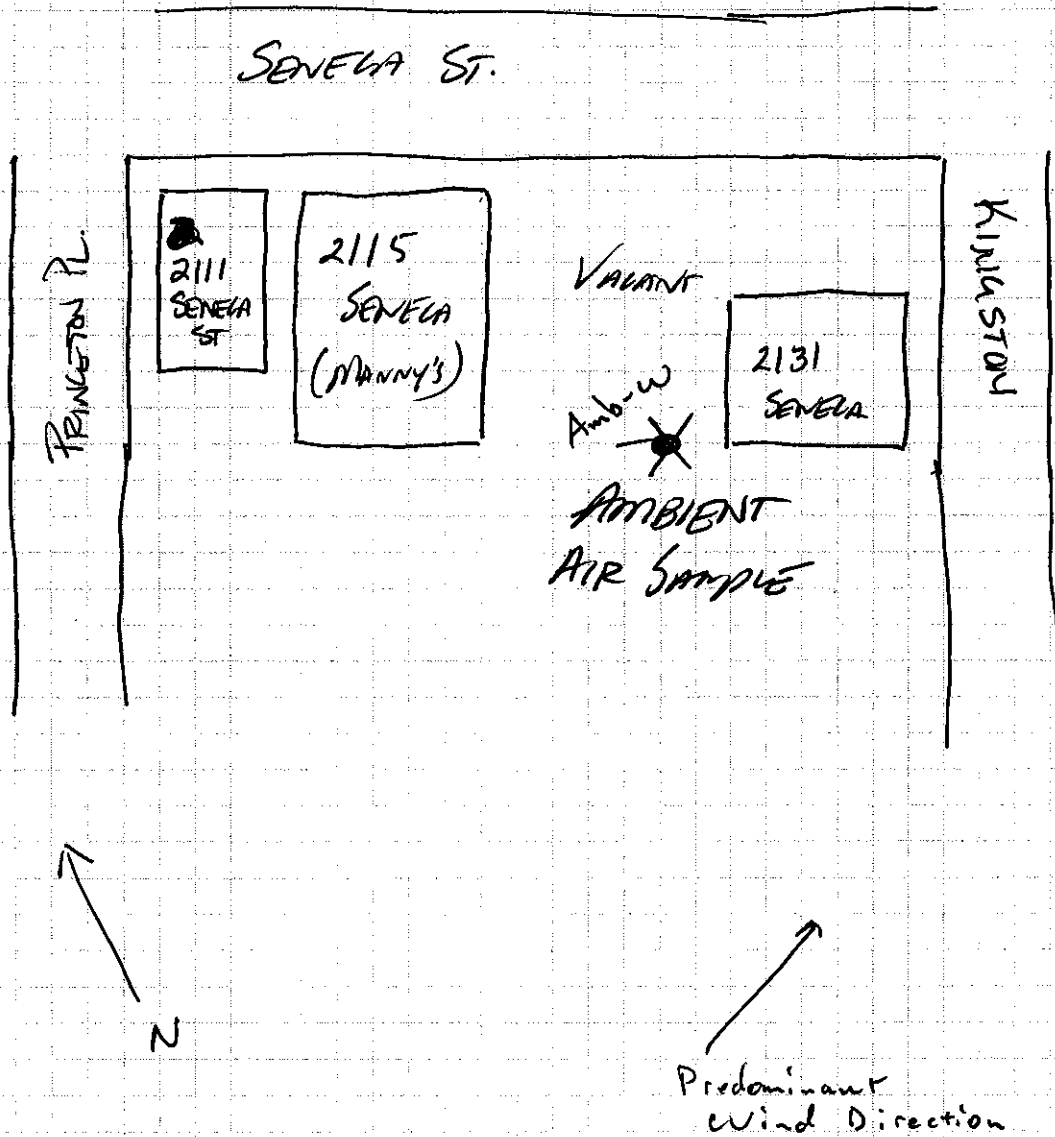 SENECA ST.
PRINCETON PL.
2111
SENECA
ST
2115
SENECA
(MANNY'S)
VACANT
2131
SENECA
KINGSTON
Amb-W
AMBIENT
AIR SAMPLE
N
Predominant
Wind Direction